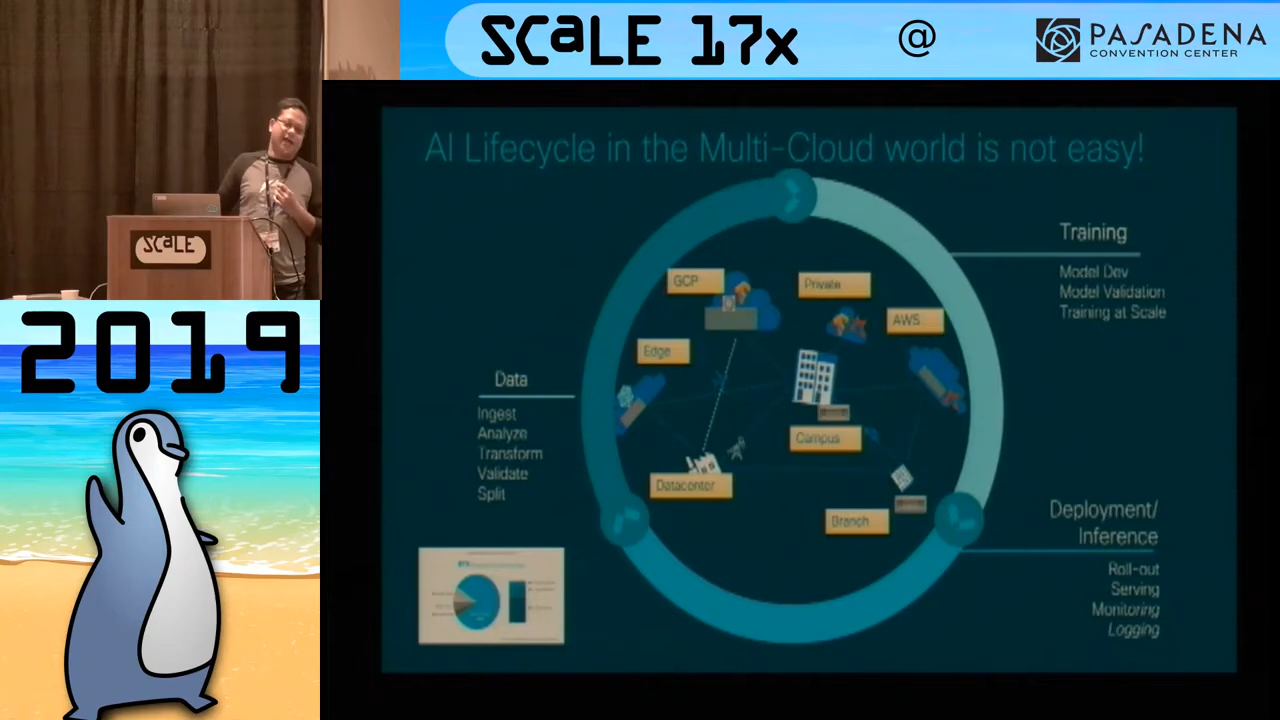 SCaLE 17x
@
PASADENA
CONVENTION CENTER
SCaLE
2019
AI Lifecycle in the Multi-Cloud world is not easy!
Training
Model Dev
Model Validation
Training at Scale
GCP
Private
AWS
Edge
Campus
Datacenter
Branch
Data
Ingest
Analyze
Transform
Validate
Split
Deployment/
Inference
Roll-out
Serving
Monitoring
Logging